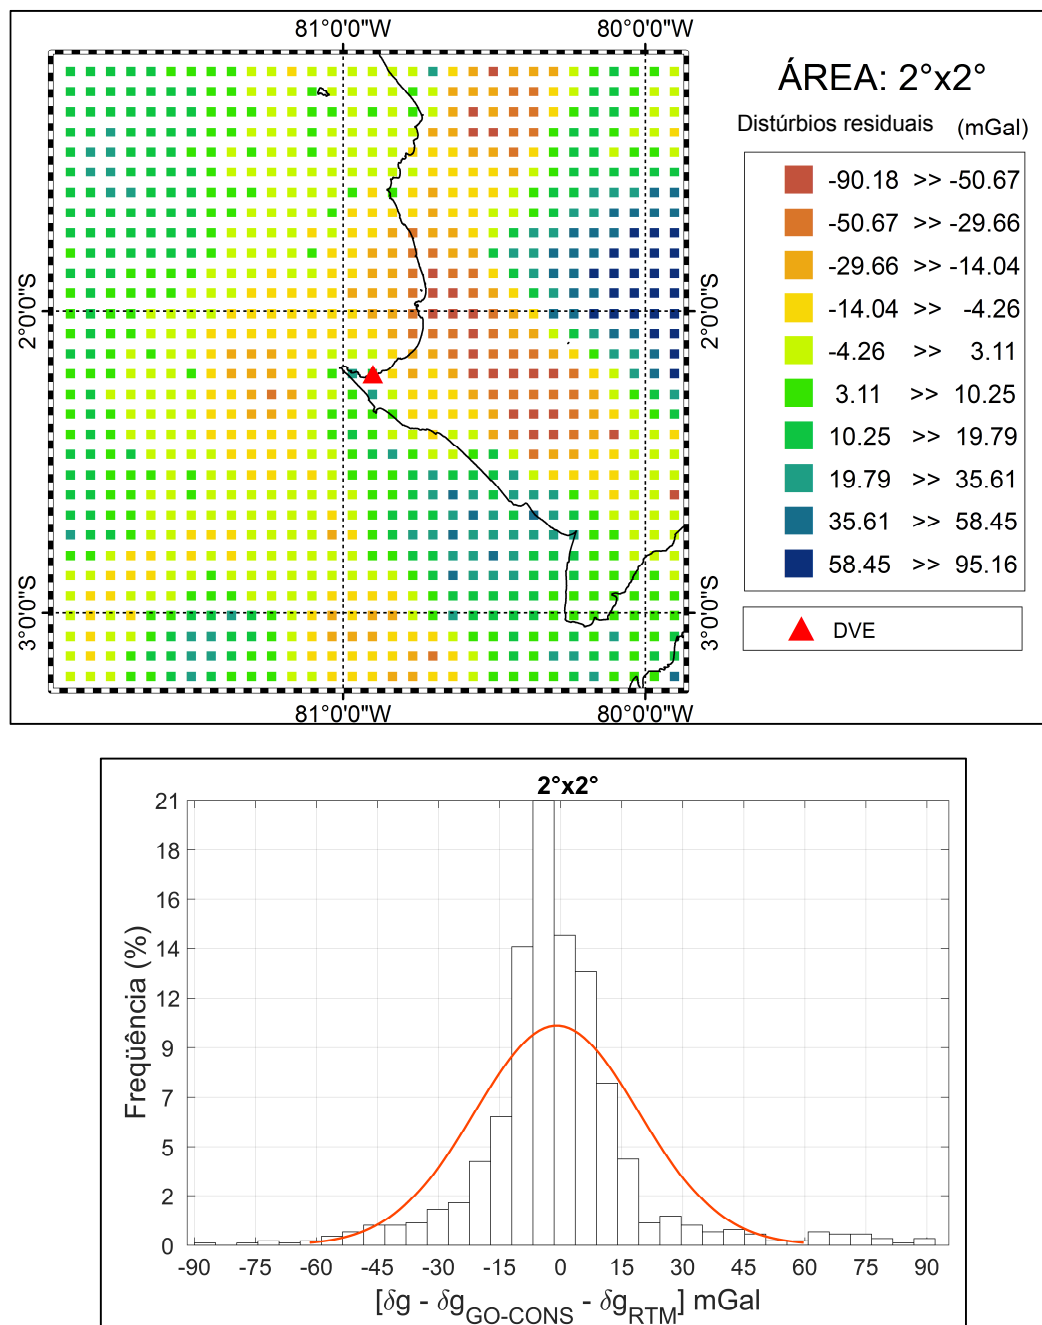 81°0'0"W 80°0'0"W
ÁREA: 2°x2°
Distúrbios residuais (mGal)
-90.18 >> -50.67
-50.67 >> -29.66
-29.66 >> -14.04
-14.04 >> -4.26
-4.26 >> 3.11
3.11 >> 10.25
10.25 >> 19.79
19.79 >> 35.61
35.61 >> 58.45
58.45 >> 95.16
DVE
2°0'0"S 2°0'0"S
3°0'0"S 3°0'0"S
81°0'0"W 80°0'0"W
2°x2°
21
18
16
14
12
9
7
5
2
0
Freqüência (%)
-90 -75 -60 -45 -30 -15 0 15 30 45 60 75 90
[δg - δgGO-CONS - δgRTM] mGal